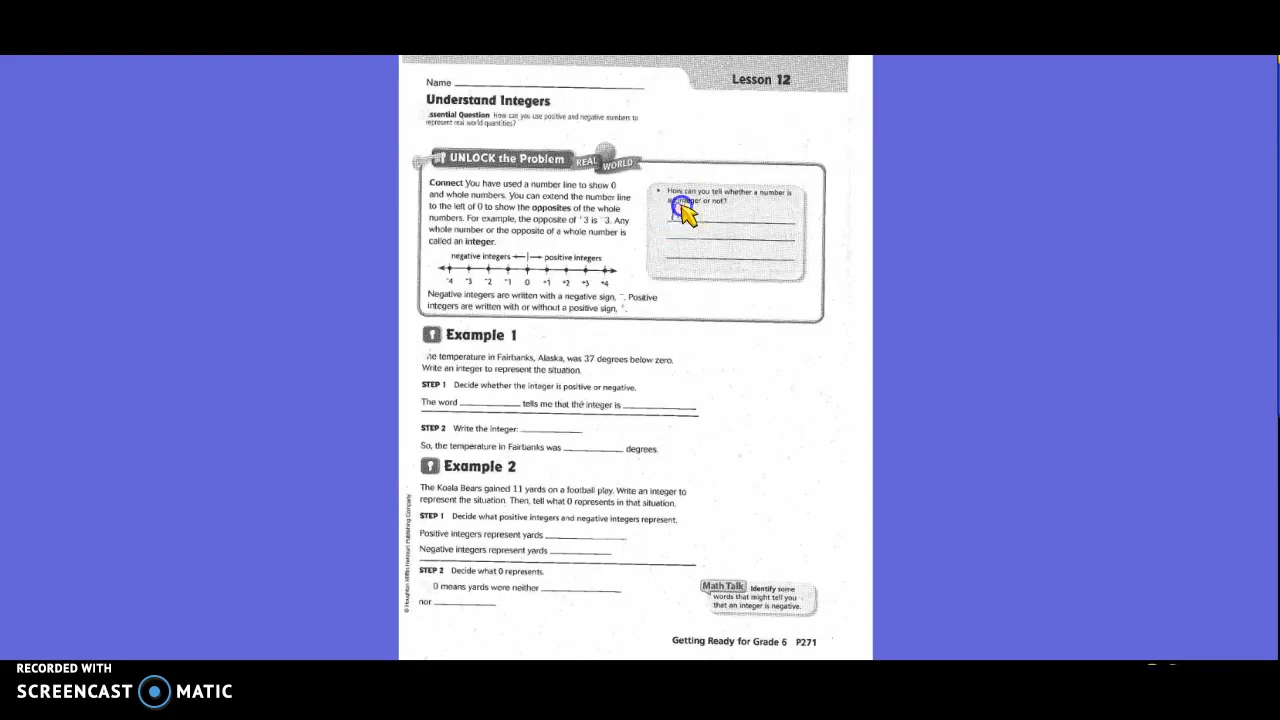 Lesson 12
Name
Understand Integers
ssential Question How can you use positive and negative numbers to
represent real world quantities?
UNLOCK the Problem REAL WORLD
Connect You have used a number line to show 0
and whole numbers. You can extend the number line
to the left of 0 to show the opposites of the whole
numbers. For example, the opposite of +3 is -3. Any
whole number or the opposite of a whole number is
called an integer.
negative integers positive integers
-4 -3 -2 -1 0 +1 +2 +3 +4
Negative integers are written with a negative sign, -. Positive
integers are written with or without a positive sign, +.
• How can you tell whether a number is
or not?
Example 1
he temperature in Fairbanks, Alaska, was 37 degrees below zero.
Write an integer to represent the situation.
STEP 1 Decide whether the integer is positive or negative.
The word tells me that the integer is
STEP 2 Write the integer:
So, the temperature in Fairbanks was degrees.
Example 2
The Koala Bears gained 11 yards on a football play. Write an integer to
represent the situation. Then, tell what 0 represents in that situation.
STEP 1 Decide what positive integers and negative integers represent.
Positive integers represent yards
Negative integers represent yards
STEP 2 Decide what 0 represents.
0 means yards were neither
nor
Math Talk Identify some
words that might tell you
that an integer is negative.
© Houghton Mifflin Harcourt Publishing Company
Getting Ready for Grade 6 P271
RECORDED WITH
SCREENCAST MATIC